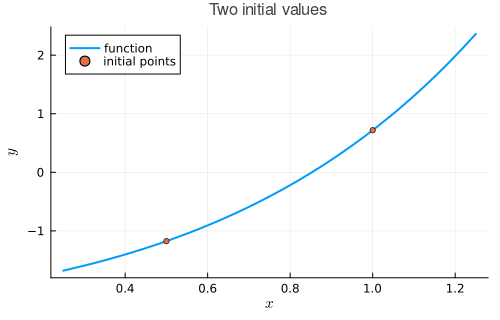 Two initial values
function
initial points
2
1
0
−1
y
0.4
0.6
0.8
1.0
1.2
x